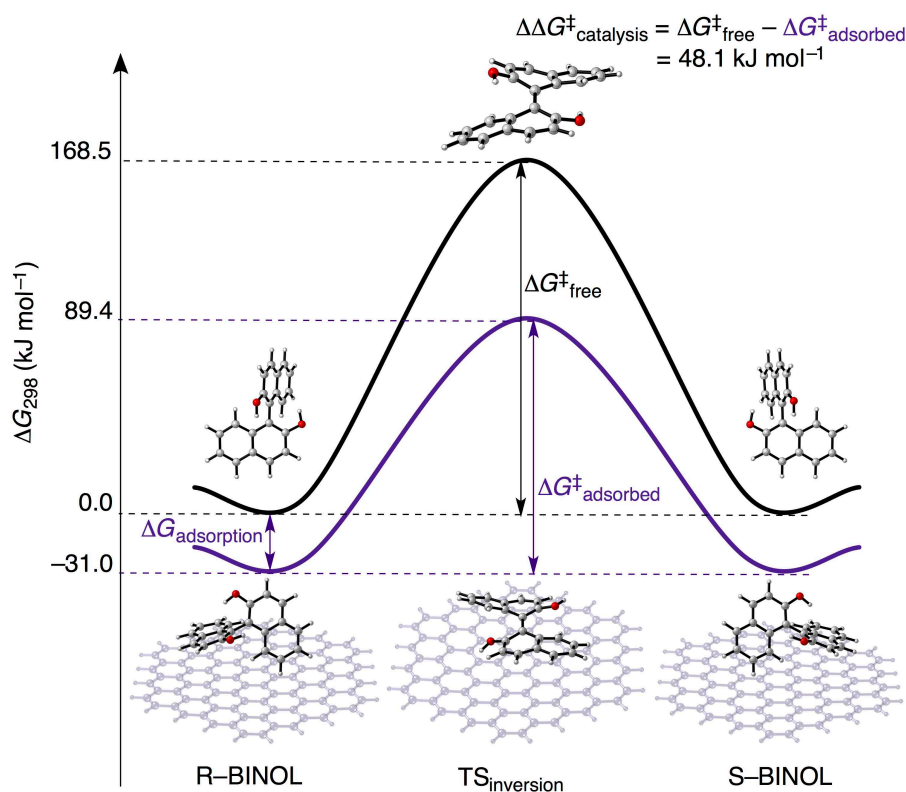 ΔΔG‡catalysis = ΔG‡free – ΔG‡adsorbed
= 48.1 kJ mol–1
168.5
ΔG‡free
89.4
ΔG298 (kJ mol–1)
ΔG‡adsorbed
0.0
ΔGadsorption
–31.0
R–BINOL
TSinversion
S–BINOL